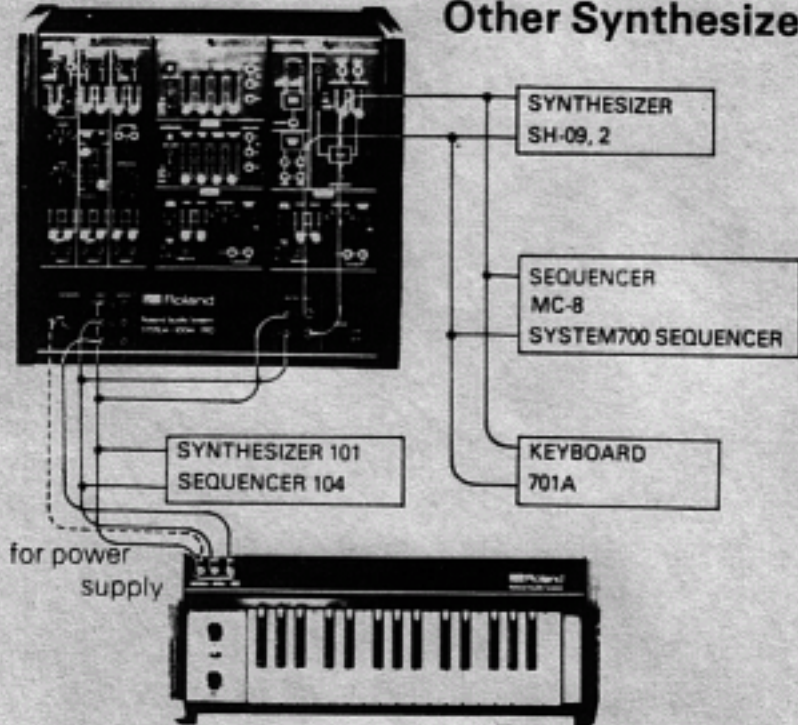 Other Synthesize
SYNTHESIZER
SH-09, 2
SEQUENCER
MC-8
SYSTEM700 SEQUENCER
Roland
SYNTHESIZER 101
SEQUENCER 104
KEYBOARD
701A
for power
supply
Roland